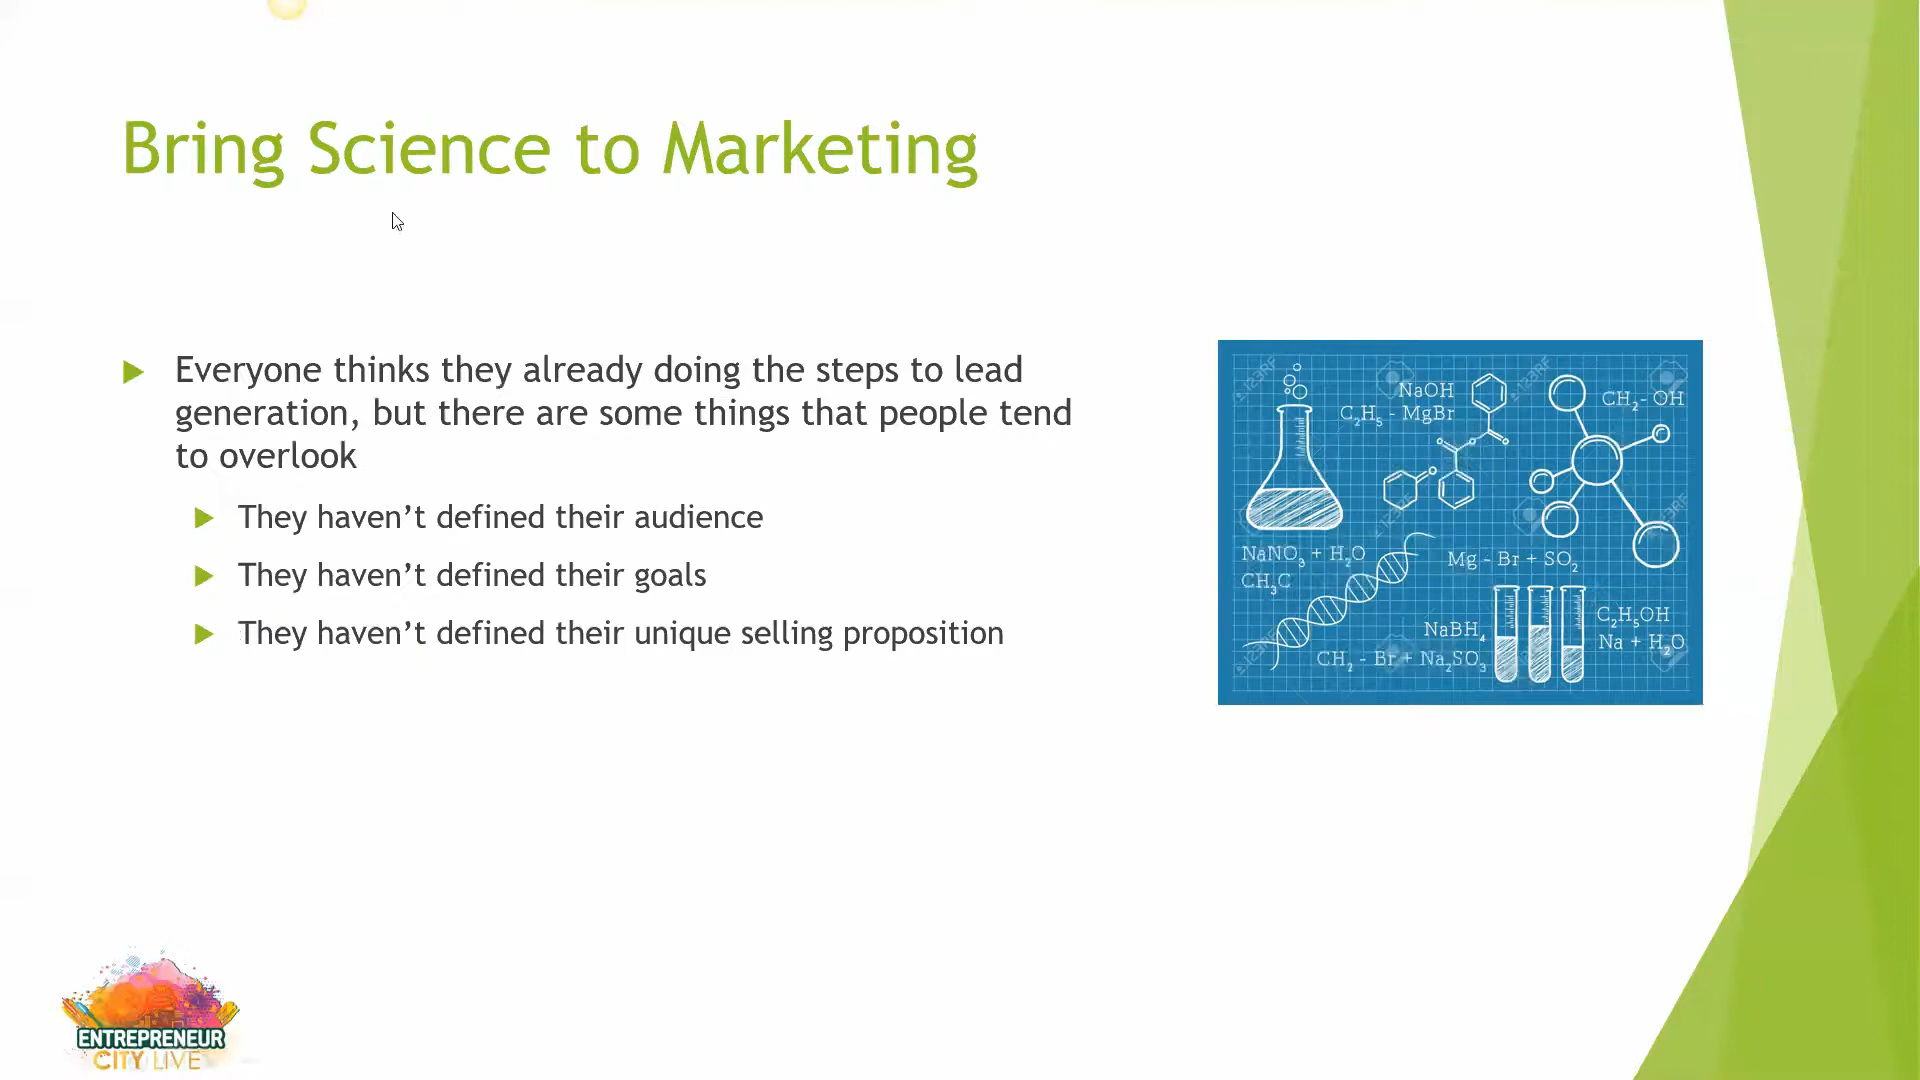 Bring Science to Marketing
Everyone thinks they already doing the steps to lead
generation, but there are some things that people tend
to overlook
They haven’t defined their audience
They haven’t defined their goals
They haven’t defined their unique selling proposition
NaOH
C₂H₅ - MgBr
CH₂- OH
NaNO₃ + H₂O
CH₃C
Mg - Br + SO₂
NaBH₄
CH₂ - Br + Na₂SO₃
C₂H₅OH
Na + H₂O
123RF
ENTREPRENEUR
CITY LIVE